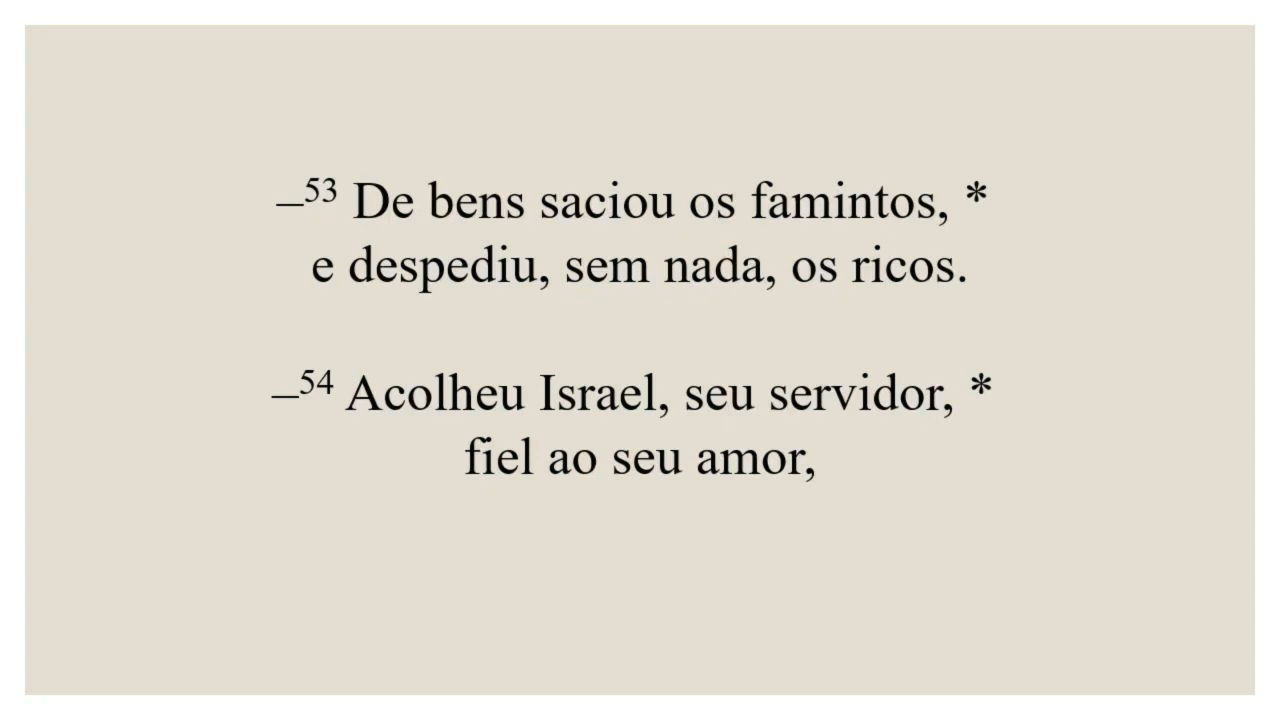 –53 De bens saciou os famintos, *
e despediu, sem nada, os ricos.
–54 Acolheu Israel, seu servidor, *
fiel ao seu amor,